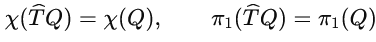 χ(T̂Q) = χ(Q), π₁(T̂Q) = π₁(Q)